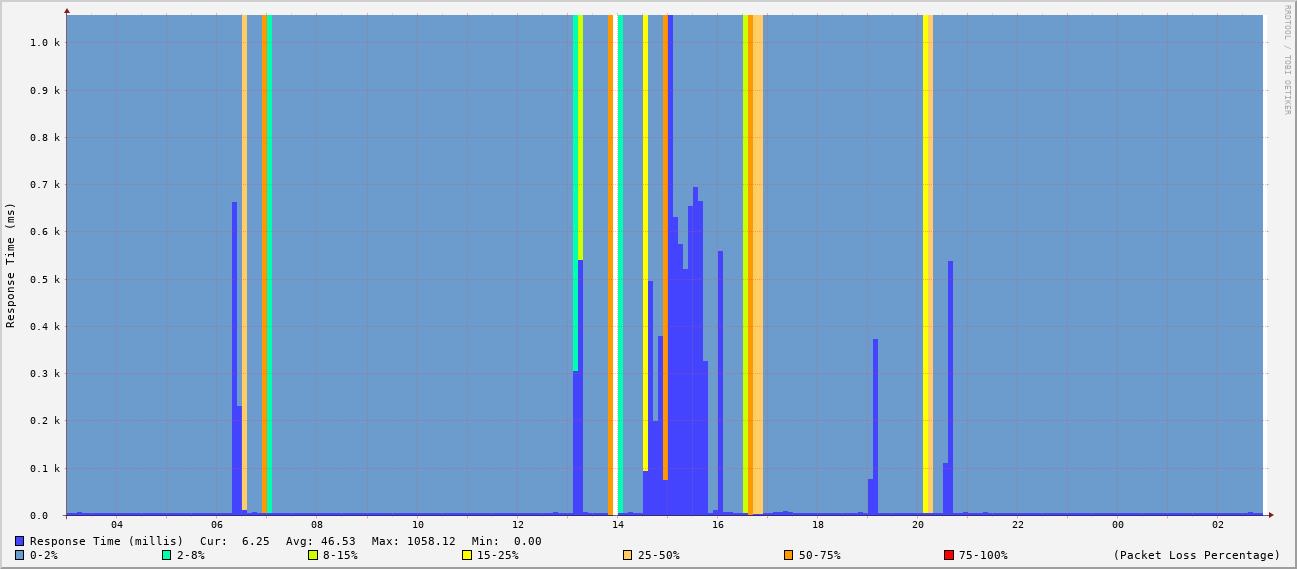 RRDTOOL / TOBI OETIKER
Response Time (ms)
1.0 k
0.9 k
0.8 k
0.7 k
0.6 k
0.5 k
0.4 k
0.3 k
0.2 k
0.1 k
0.0
04 06 08 10 12 14 16 18 20 22 00 02
Response Time (millis) Cur: 6.25 Avg: 46.53 Max: 1058.12 Min: 0.00
0-2% 2-8% 8-15% 15-25% 25-50% 50-75% 75-100% (Packet Loss Percentage)